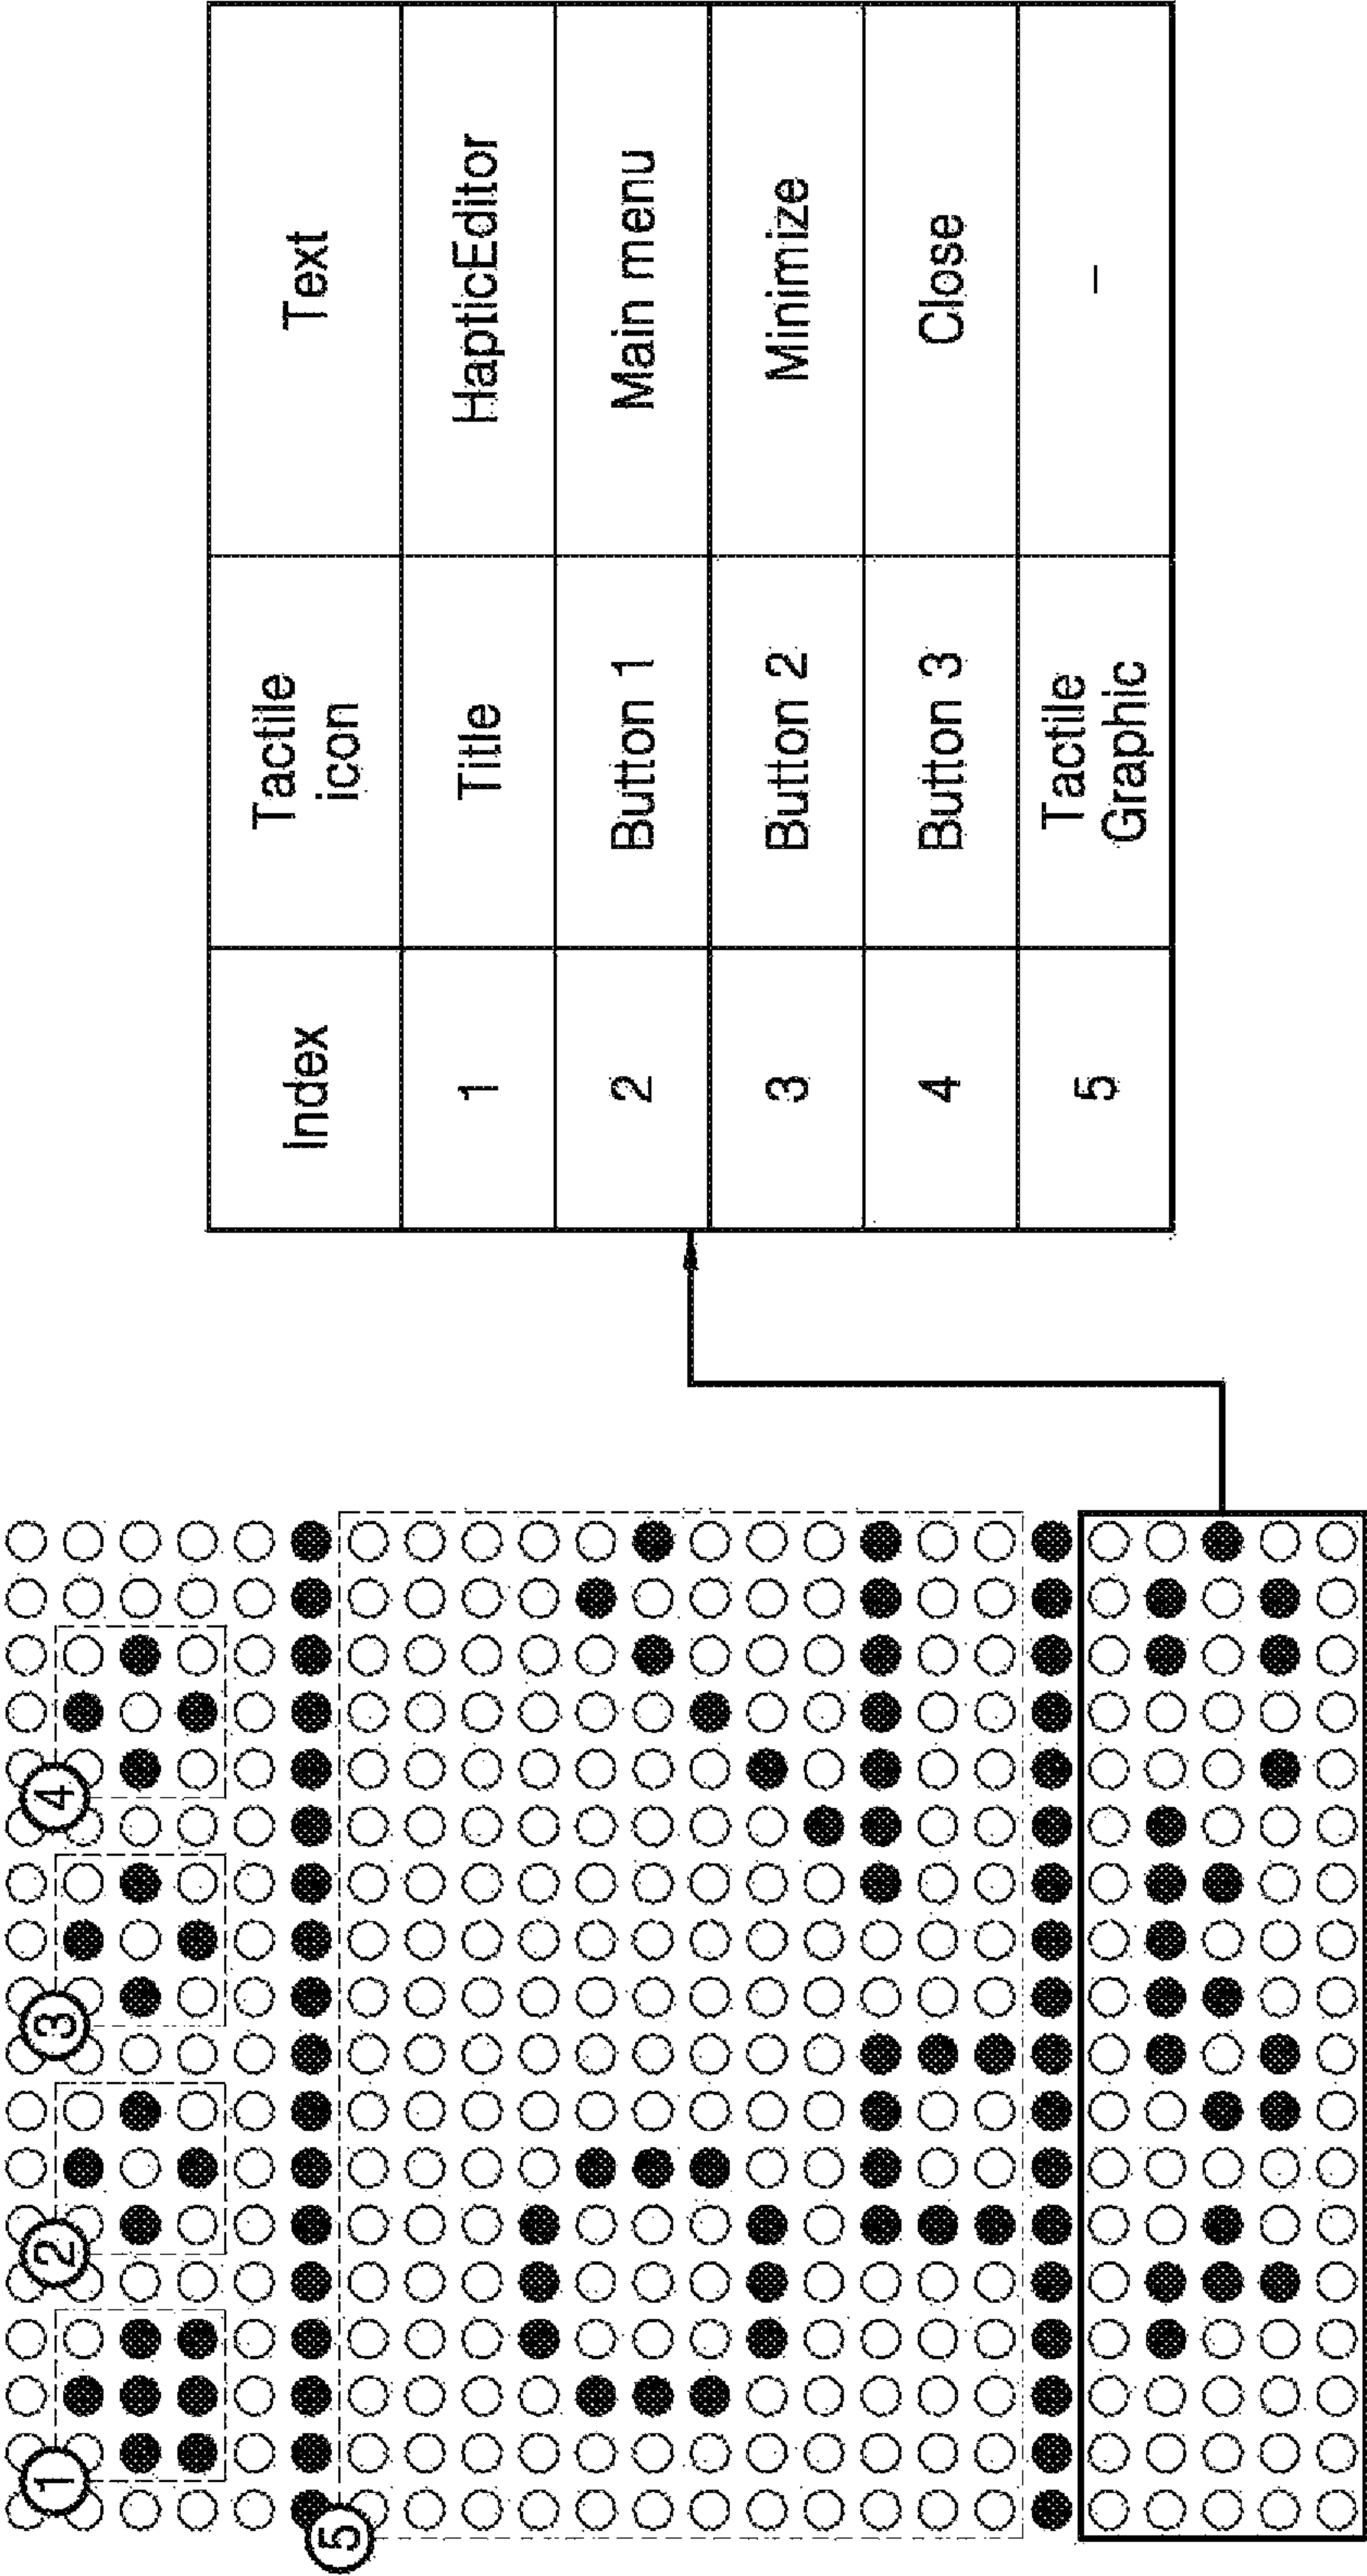 1 2 3 4
5
Index Tactile icon Text
1 Title HapticEditor
2 Button 1 Main menu
3 Button 2 Minimize
4 Button 3 Close
5 Tactile Graphic –